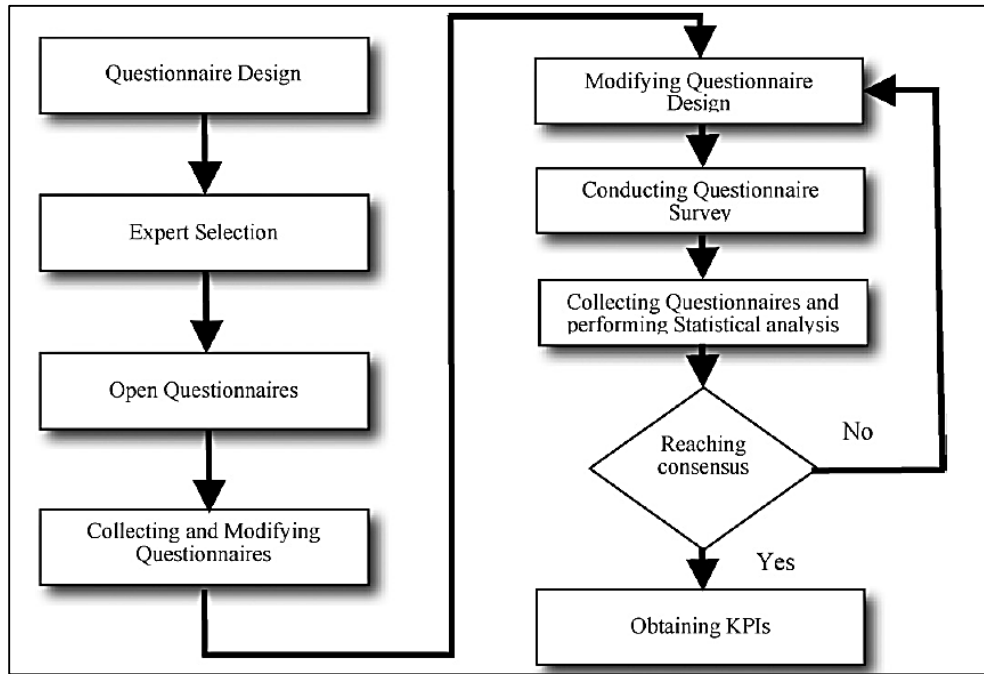 Questionnaire Design
Expert Selection
Open Questionnaires
Collecting and Modifying
Questionnaires
Modifying Questionnaire
Design
Conducting Questionnaire
Survey
Collecting Questionnaires and
performing Statistical analysis
Reaching
consensus
No
Yes
Obtaining KPIs